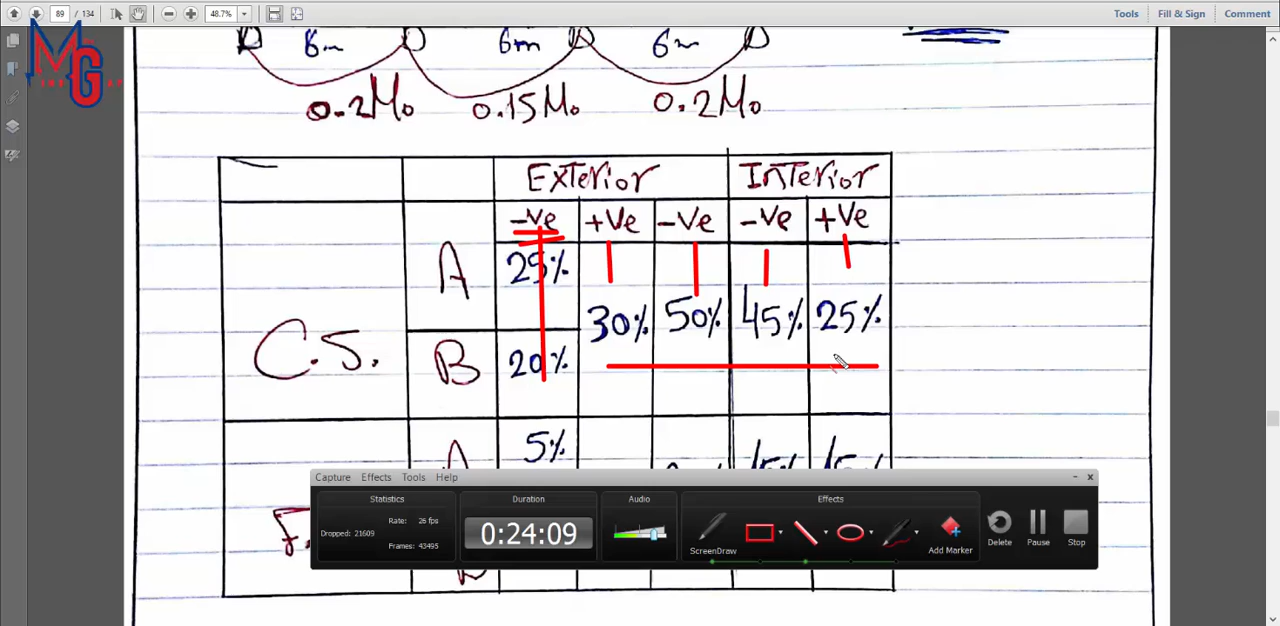 89 / 134
48.7%
Tools
Fill & Sign
Comment
MG
6m
6m
6m
0.2Mo
0.15Mo
0.2Mo
Exterior
Interior
-Ve
+Ve
-Ve
-Ve
+Ve
A
25%
30%
50%
45%
25%
C.S.
B
20%
5%
A
Capture
Effects
Tools
Help
Statistics
Duration
Audio
Effects
Rate: 26 fps
Dropped: 21609
Frames: 43495
0:24:09
ScreenDraw
Add Marker
Delete
Pause
Stop